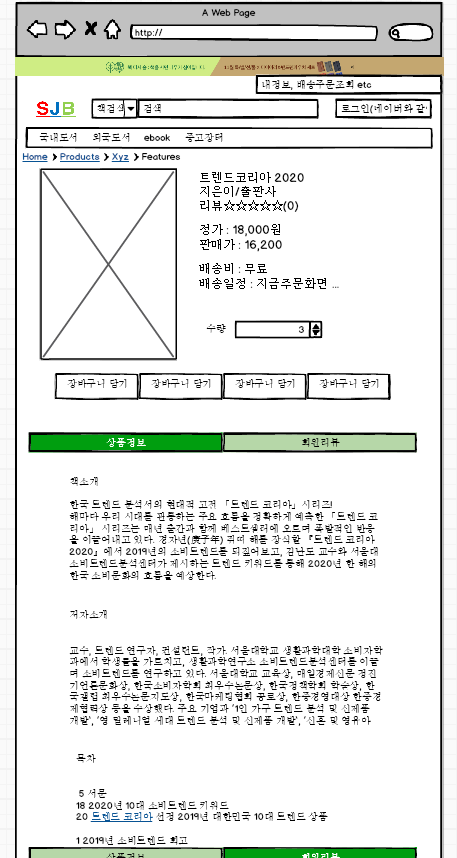 A Web Page
http://
내정보, 배송주문조회 etc
SJB
책검색
검색
로그인(네이버와 같
국내도서 외국도서 ebook 중고장터
Home Products Xyz Features
트렌드코리아 2020
지은이/출판사
리뷰☆☆☆☆☆(0)
정가 : 18,000원
판매가 : 16,200
배송비 : 무료
배송일정 : 지금주문화면 ...
수량 3
장바구니 담기 장바구니 담기 장바구니 담기 장바구니 담기
상품정보 회원리뷰
책소개
한국 트렌드 분석서의 현대적 고전 「트렌드 코리아」 시리즈!
해마다 우리 시대를 관통하는 주요 흐름을 정확하게 예측한 「트렌드 코
리아」 시리즈는 매년 출간과 함께 베스트셀러에 오르며 폭발적인 반응
을 이끌어내고 있다. 경자년(庚子年) 쥐띠 해를 장식할 『트렌드 코리아
2020』에서 2019년의 소비트렌드를 되짚어보고, 김난도 교수와 서울대
소비트렌드분석센터가 제시하는 트렌드 키워드를 통해 2020년 한 해의
한국 소비문화의 흐름을 예상한다.
저자소개
교수, 트렌드 연구자, 컨설턴트, 작가. 서울대학교 생활과학대학 소비자학
과에서 학생들을 가르치고, 생활과학연구소 소비트렌드분석센터를 이끌
며 소비트렌드를 연구하고 있다. 서울대학교 교육상, 매일경제신문 정진
기언론문화상, 한국소비자학회 최우수논문상, 한국정책학회 학술상, 한
국갤럽 최우수논문지도상, 한국마케팅협회 공로상, 한중경영대상 한중경
제협력상 등을 수상했다. 주요 기업과 '1인 가구 트렌드 분석 및 신제품
개발', '영 밀레니얼 세대 트렌드 분석 및 신제품 개발', '신혼 및 영유아
목차
5 서문
18 2020년 10대 소비트렌드 키워드
20 트렌드 코리아 선정 2019년 대한민국 10대 트렌드 상품
1 2019년 소비트렌드 회고
상품정보 회원리뷰